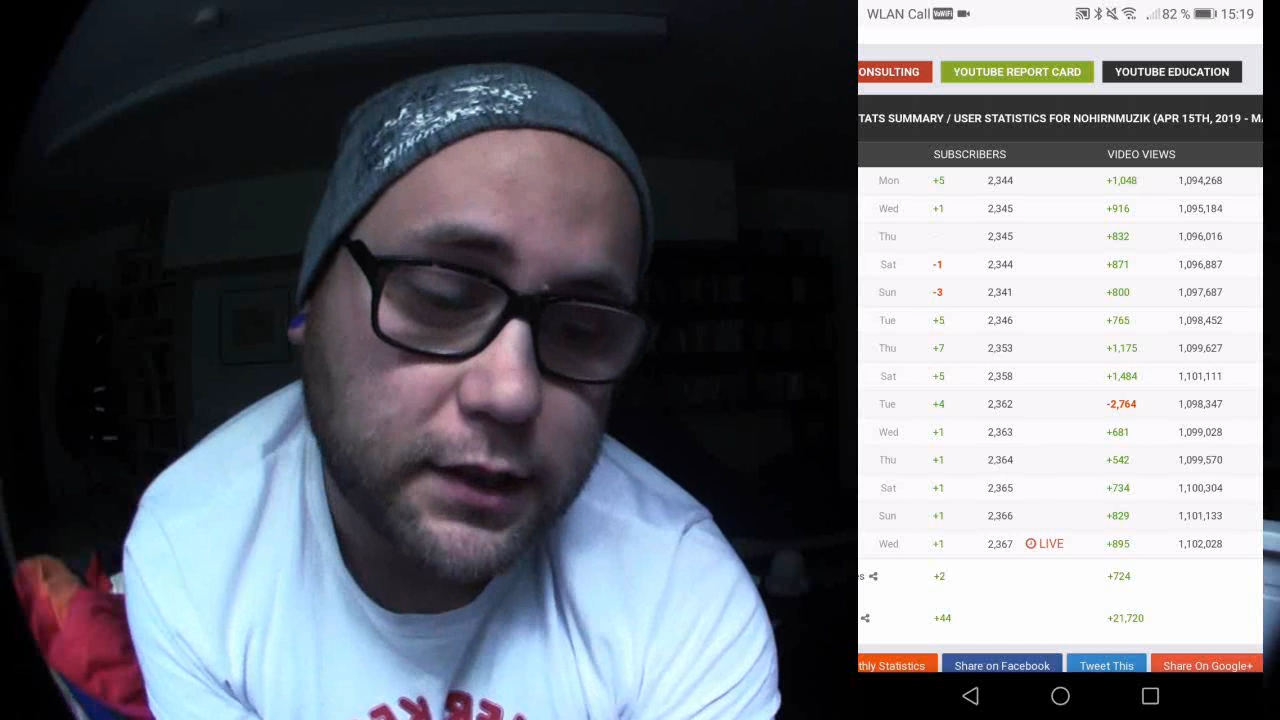 WLAN Call VoWiFi 82 % 15:19
ONSULTING YOUTUBE REPORT CARD YOUTUBE EDUCATION
TATS SUMMARY / USER STATISTICS FOR NOHIRNMUZIK (APR 15TH, 2019 - MA
SUBSCRIBERS VIDEO VIEWS
Mon +5 2,344 +1,048 1,094,268
Wed +1 2,345 +916 1,095,184
Thu 2,345 +832 1,096,016
Sat -1 2,344 +871 1,096,887
Sun -3 2,341 +800 1,097,687
Tue +5 2,346 +765 1,098,452
Thu +7 2,353 +1,175 1,099,627
Sat +5 2,358 +1,484 1,101,111
Tue +4 2,362 -2,764 1,098,347
Wed +1 2,363 +681 1,099,028
Thu +1 2,364 +542 1,099,570
Sat +1 2,365 +734 1,100,304
Sun +1 2,366 +829 1,101,133
Wed +1 2,367 LIVE +895 1,102,028
s +2 +724
+44 +21,720
thly Statistics Share on Facebook Tweet This Share On Google+